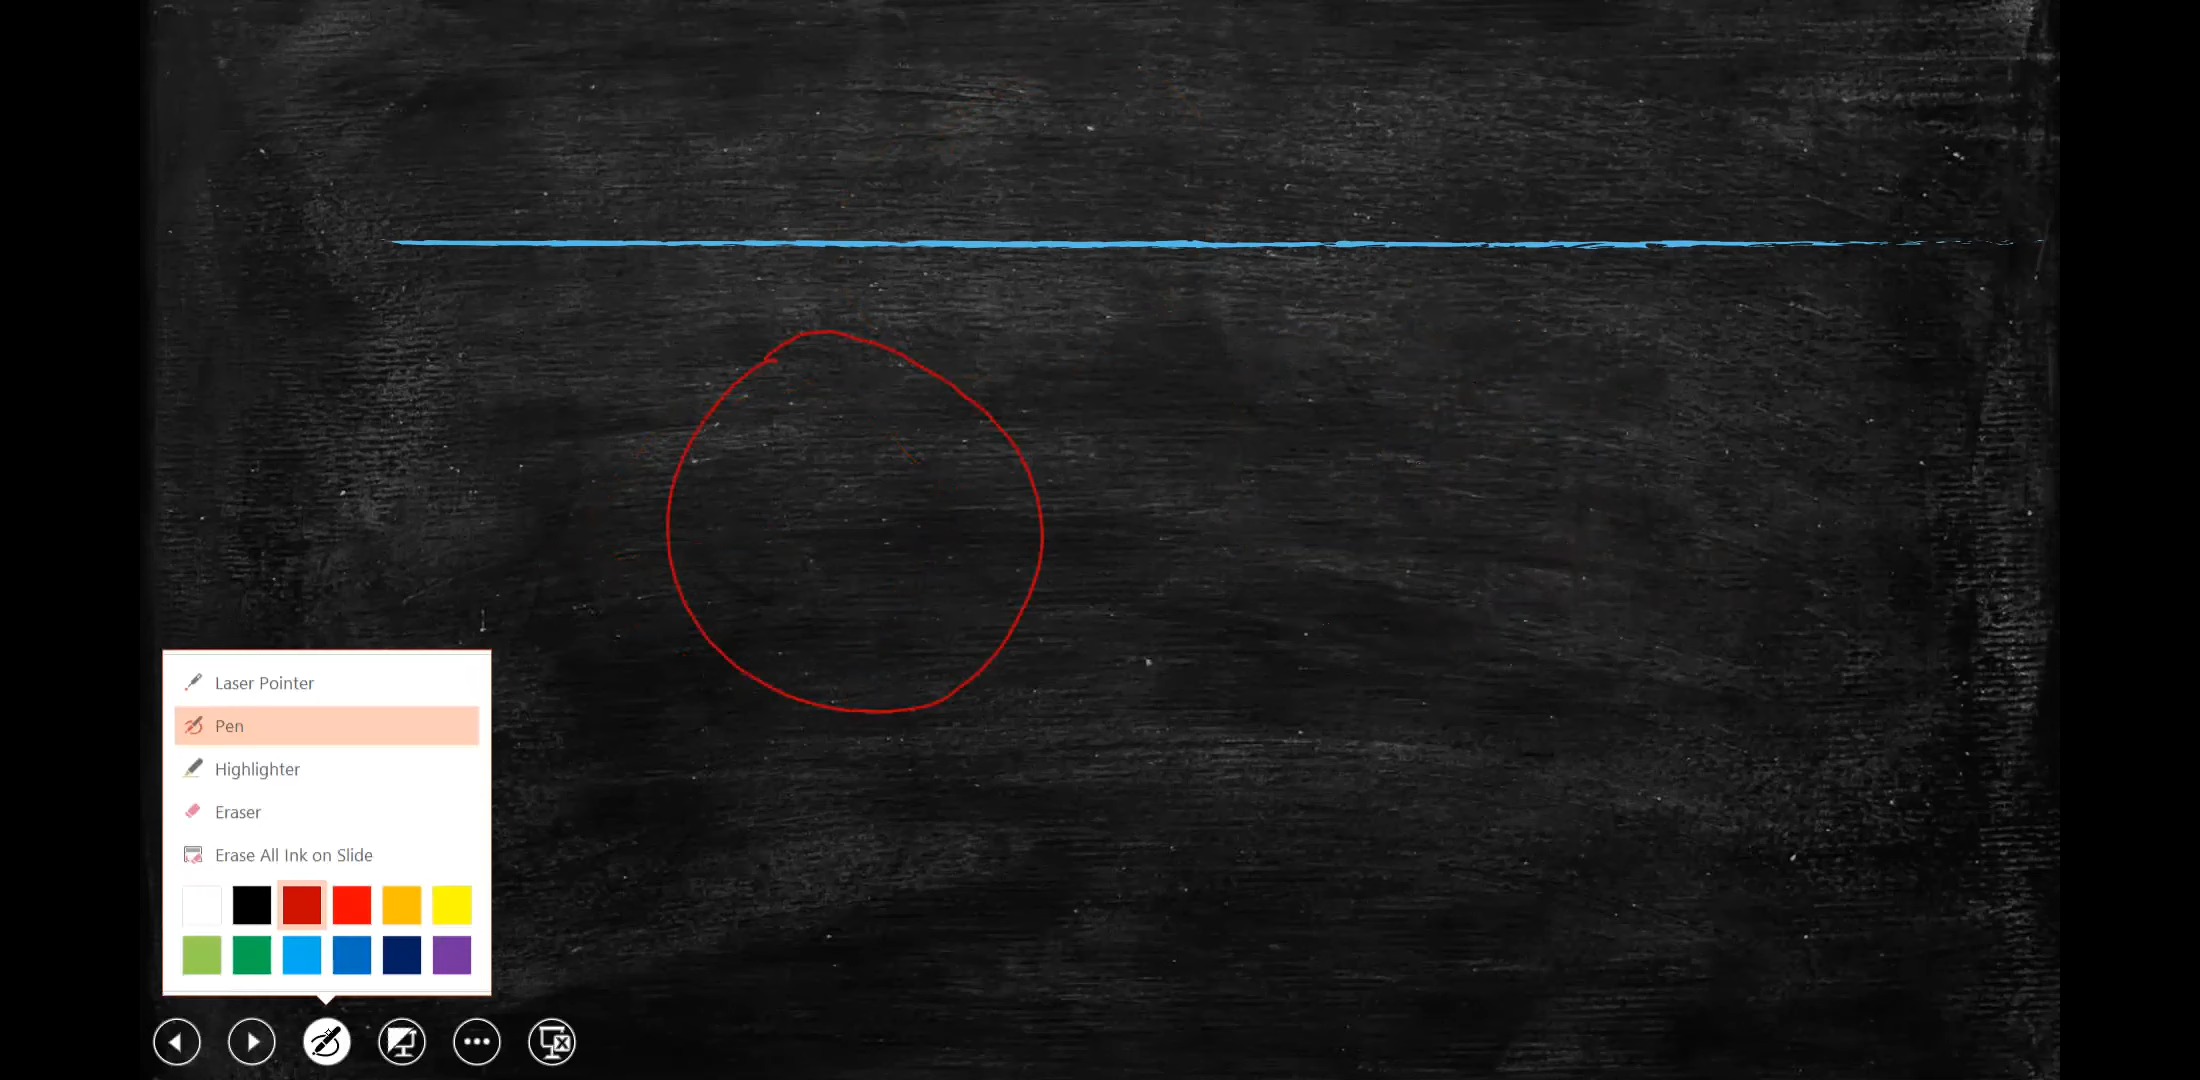 Laser Pointer
Pen
Highlighter
Eraser
Erase All Ink on Slide